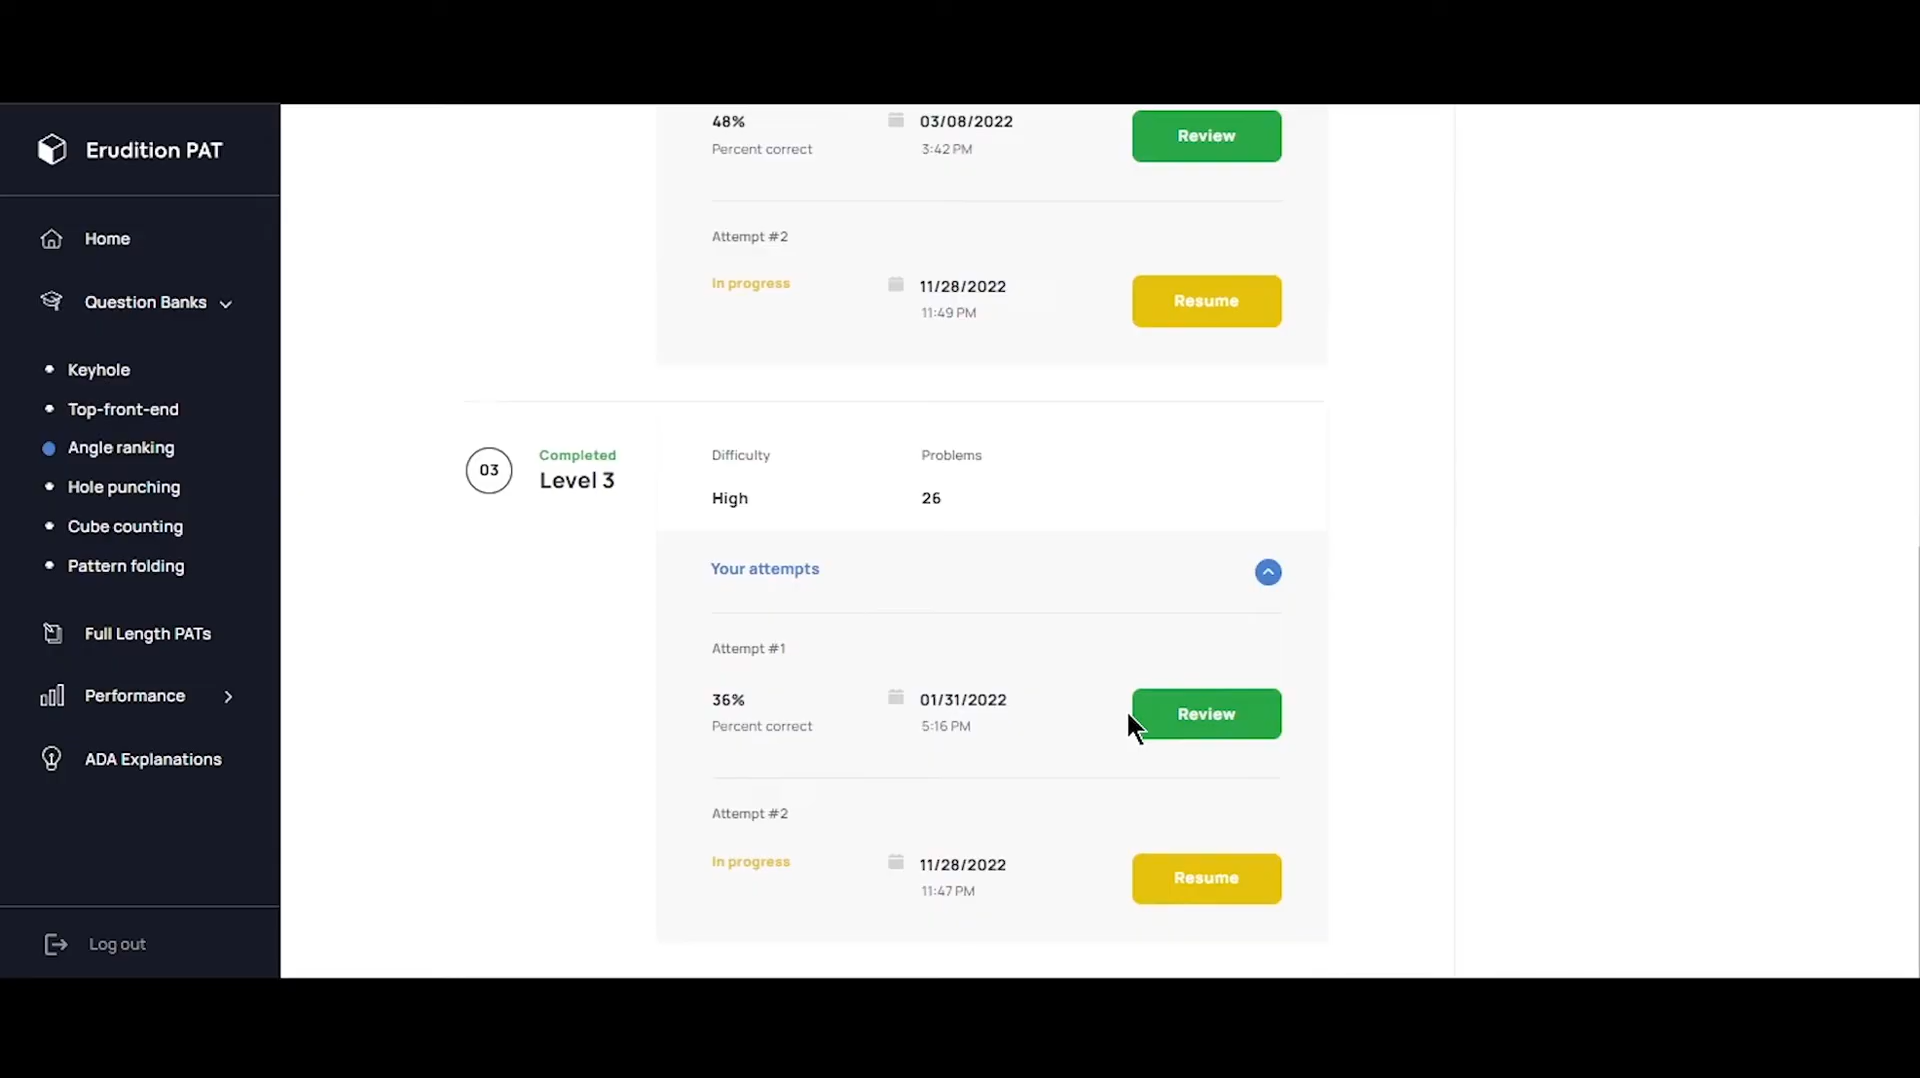 Erudition PAT
Home
Question Banks
Keyhole
Top-front-end
Angle ranking
Hole punching
Cube counting
Pattern folding
Full Length PATs
Performance
ADA Explanations
Log out
48% 03/08/2022 Review
Percent correct 3:42 PM
Attempt #2
In progress 11/28/2022 Resume
11:49 PM
03 Completed Difficulty Problems
Level 3
High 26
Your attempts
Attempt #1
36% 01/31/2022 Review
Percent correct 5:16 PM
Attempt #2
In progress 11/28/2022 Resume
11:47 PM